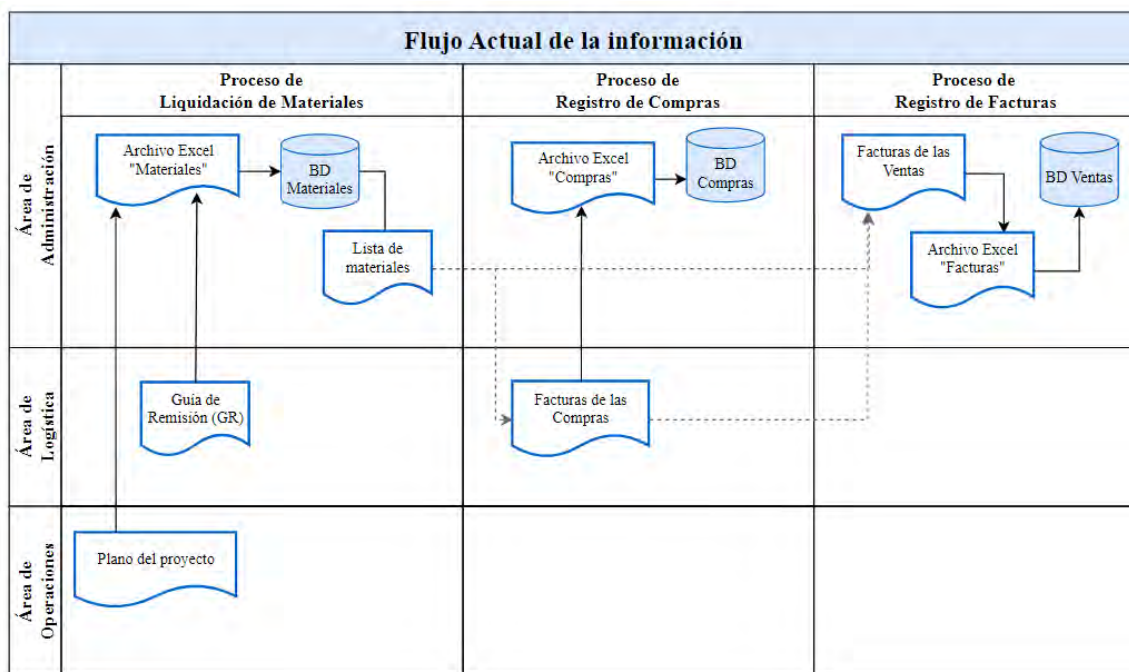 Flujo Actual de la información
Proceso de
Liquidación de Materiales
Proceso de
Registro de Compras
Proceso de
Registro de Facturas
Área de
Administración
Archivo Excel
"Materiales"
BD
Materiales
Lista de
materiales
Archivo Excel
"Compras"
BD
Compras
Facturas de las
Ventas
BD Ventas
Archivo Excel
"Facturas"
Área de
Logística
Guía de
Remisión (GR)
Facturas de las
Compras
Área de
Operaciones
Plano del proyecto